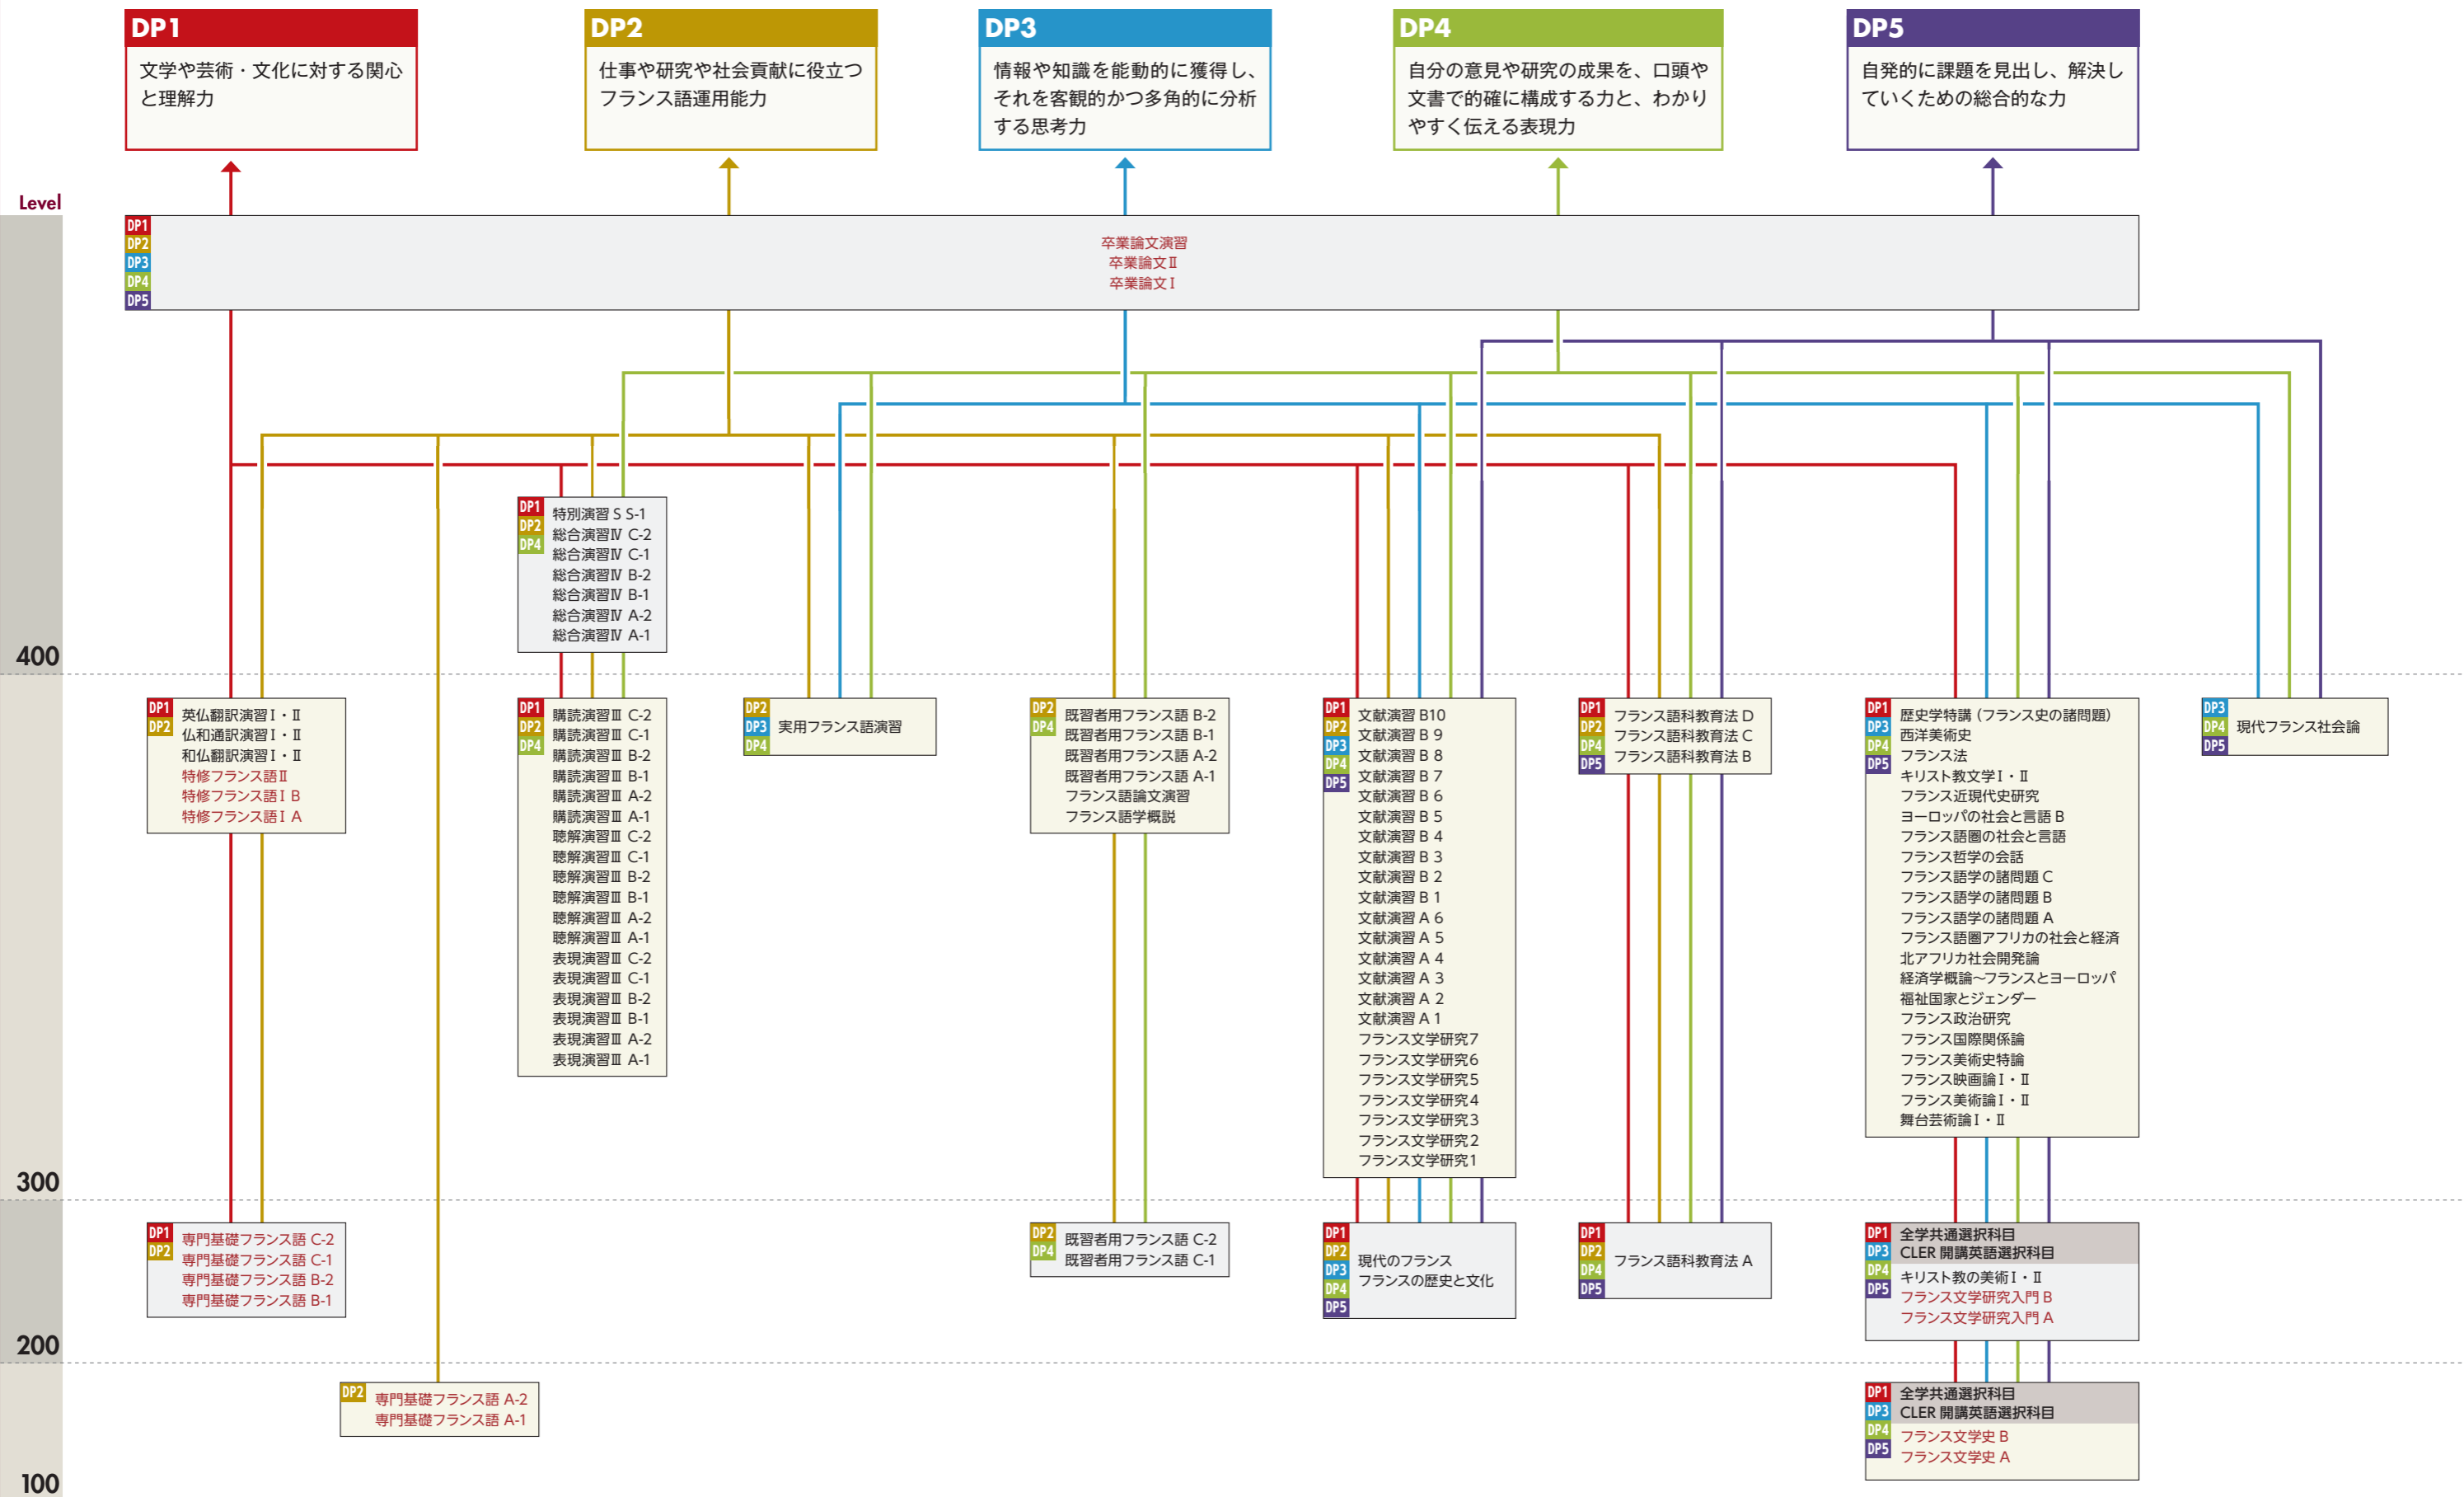 DP1
文学や芸術・文化に対する関心
と理解力
DP2
仕事や研究や社会貢献に役立つ
フランス語運用能力
DP3
情報や知識を能動的に獲得し、
それを客観的かつ多角的に分析
する思考力
DP4
自分の意見や研究の成果を、口頭や
文書で的確に構成する力と、わかり
やすく伝える表現力
DP5
自発的に課題を見出し、解決し
ていくための総合的な力
Level
DP1
DP2
DP3
DP4
DP5
卒業論文演習
卒業論文Ⅱ
卒業論文Ⅰ
DP1
DP2
DP4
特別演習 S S-1
総合演習Ⅳ C-2
総合演習Ⅳ C-1
総合演習Ⅳ B-2
総合演習Ⅳ B-1
総合演習Ⅳ A-2
総合演習Ⅳ A-1
400
DP1
DP2
英仏翻訳演習Ⅰ・Ⅱ
仏和通訳演習Ⅰ・Ⅱ
和仏翻訳演習Ⅰ・Ⅱ
特修フランス語Ⅱ
特修フランス語Ⅰ B
特修フランス語Ⅰ A
DP1
DP2
DP4
購読演習Ⅲ C-2
購読演習Ⅲ C-1
購読演習Ⅲ B-2
購読演習Ⅲ B-1
購読演習Ⅲ A-2
購読演習Ⅲ A-1
聴解演習Ⅲ C-2
聴解演習Ⅲ C-1
聴解演習Ⅲ B-2
聴解演習Ⅲ B-1
聴解演習Ⅲ A-2
聴解演習Ⅲ A-1
表現演習Ⅲ C-2
表現演習Ⅲ C-1
表現演習Ⅲ B-2
表現演習Ⅲ B-1
表現演習Ⅲ A-2
表現演習Ⅲ A-1
DP2
DP3
DP4
実用フランス語演習
DP2
DP4
既習者用フランス語 B-2
既習者用フランス語 B-1
既習者用フランス語 A-2
既習者用フランス語 A-1
フランス語論文演習
フランス語学概説
DP1
DP2
DP3
DP4
DP5
文献演習 B10
文献演習 B 9
文献演習 B 8
文献演習 B 7
文献演習 B 6
文献演習 B 5
文献演習 B 4
文献演習 B 3
文献演習 B 2
文献演習 B 1
文献演習 A 6
文献演習 A 5
文献演習 A 4
文献演習 A 3
文献演習 A 2
文献演習 A 1
フランス文学研究7
フランス文学研究6
フランス文学研究5
フランス文学研究4
フランス文学研究3
フランス文学研究2
フランス文学研究1
DP1
DP2
DP4
DP5
フランス語科教育法 D
フランス語科教育法 C
フランス語科教育法 B
DP1
DP3
DP4
DP5
歴史学特講（フランス史の諸問題）
西洋美術史
フランス法
キリスト教文学Ⅰ・Ⅱ
フランス近現代史研究
ヨーロッパの社会と言語 B
フランス語圏の社会と言語
フランス哲学の会話
フランス語学の諸問題 C
フランス語学の諸問題 B
フランス語学の諸問題 A
フランス語圏アフリカの社会と経済
北アフリカ社会開発論
経済学概論～フランスとヨーロッパ
福祉国家とジェンダー
フランス政治研究
フランス国際関係論
フランス美術史特論
フランス映画論Ⅰ・Ⅱ
フランス美術論Ⅰ・Ⅱ
舞台芸術論Ⅰ・Ⅱ
DP3
DP4
DP5
現代フランス社会論
300
DP1
DP2
専門基礎フランス語 C-2
専門基礎フランス語 C-1
専門基礎フランス語 B-2
専門基礎フランス語 B-1
DP2
DP4
既習者用フランス語 C-2
既習者用フランス語 C-1
DP1
DP2
DP3
DP4
DP5
現代のフランス
フランスの歴史と文化
DP1
DP2
DP4
DP5
フランス語科教育法 A
DP1
DP3
DP4
DP5
全学共通選択科目
CLER 開講英語選択科目
キリスト教の美術Ⅰ・Ⅱ
フランス文学研究入門 B
フランス文学研究入門 A
200
DP2
専門基礎フランス語 A-2
専門基礎フランス語 A-1
DP1
DP3
DP4
DP5
全学共通選択科目
CLER 開講英語選択科目
フランス文学史 B
フランス文学史 A
100